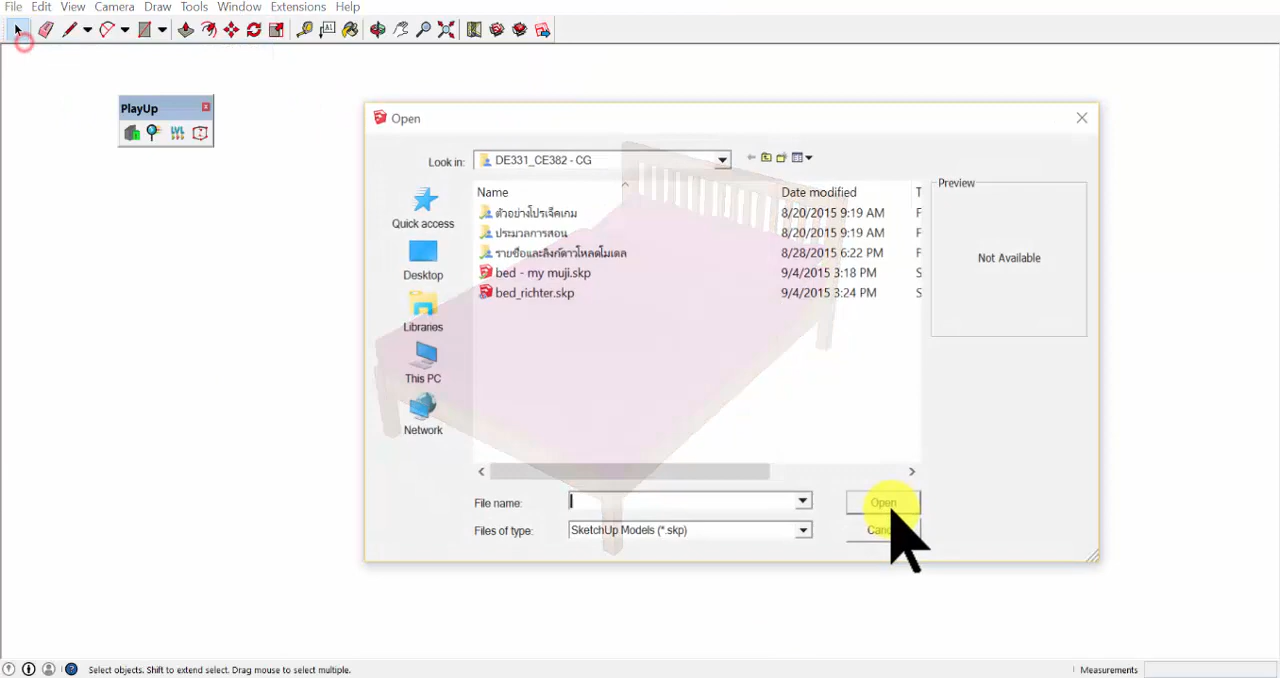 File Edit View Camera Draw Tools Window Extensions Help
PlayUp
Open
Look in: DE331_CE382 - CG
Quick access
Desktop
Libraries
This PC
Network
Name Date modified T
ตัวอย่างโปรเจ็คเกม 8/20/2015 9:19 AM F
ประมวลการสอน 8/20/2015 9:19 AM F
รายชื่อและลิงก์ดาวโหลดโมเดล 8/28/2015 6:22 PM F
bed - my muji.skp 9/4/2015 3:18 PM S
bed_richter.skp 9/4/2015 3:24 PM S
Preview
Not Available
File name: Open
Files of type: SketchUp Models (*.skp)
Select objects. Shift to extend select. Drag mouse to select multiple.
Measurements